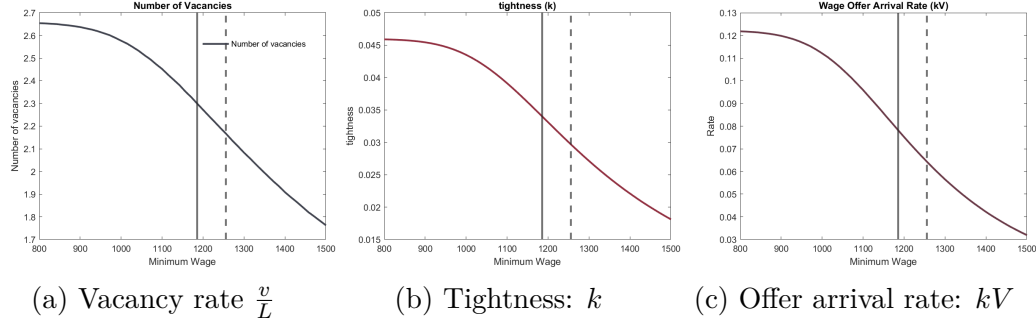 Number of Vacancies
Number of vacancies
2.7
2.6
2.5
2.4
2.3
2.2
2.1
2
1.9
1.8
1.7
Number of vacancies
800 900 1000 1100 1200 1300 1400 1500
Minimum Wage
(a) Vacancy rate v/L
tightness (k)
0.05
0.045
0.04
0.035
0.03
0.025
0.02
0.015
tightness
800 900 1000 1100 1200 1300 1400 1500
Minimum Wage
(b) Tightness: k
Wage Offer Arrival Rate (kV)
0.13
0.12
0.11
0.1
0.09
0.08
0.07
0.06
0.05
0.04
0.03
Rate
800 900 1000 1100 1200 1300 1400 1500
Minimum Wage
(c) Offer arrival rate: kV